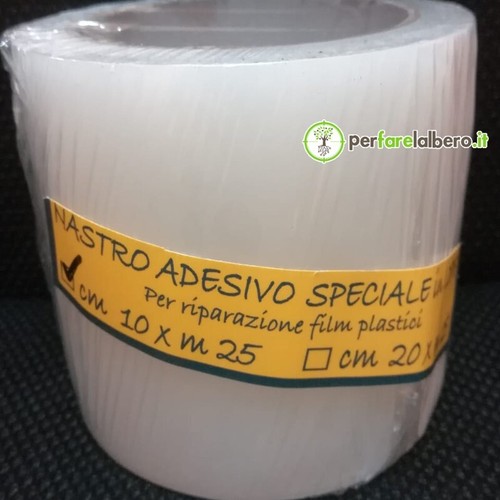 perfarelalbero.it
NASTRO ADESIVO SPECIALE
Per riparazione film plastici
cm 10 x m 25
cm 20 x